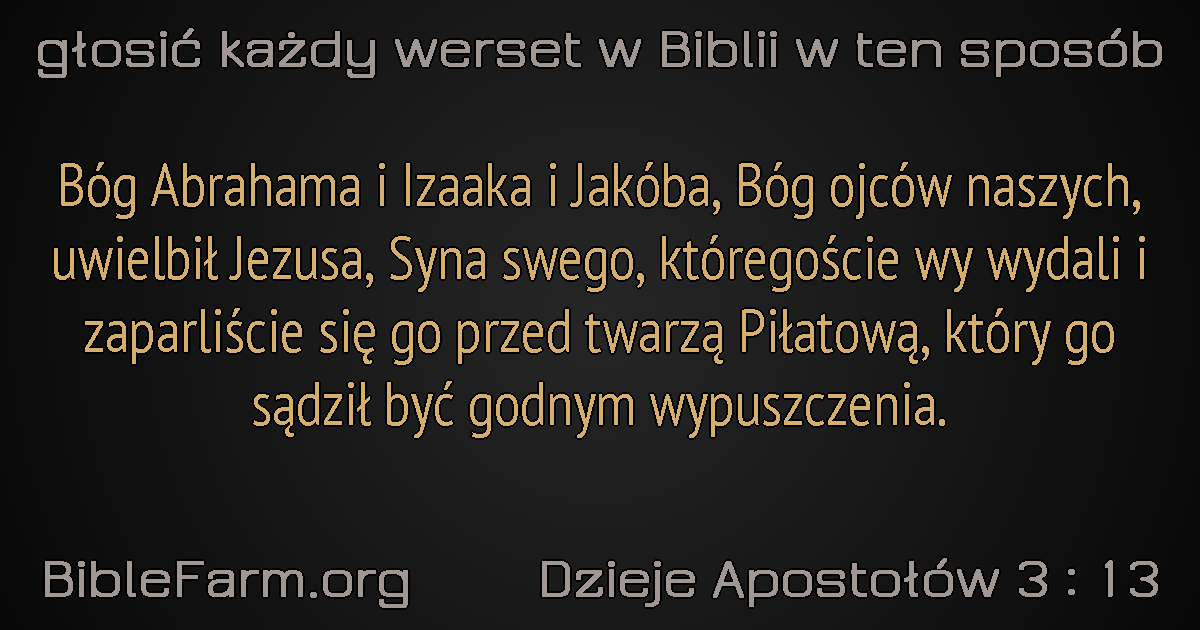 głosić każdy werset w Biblii w ten sposób
Bóg Abrahama i Izaaka i Jakóba, Bóg ojców naszych,
uwielbił Jezusa, Syna swego, któregoście wy wydali i
zaparliście się go przed twarzą Piłatową, który go
sądził być godnym wypuszczenia.
BibleFarm.org
Dzieje Apostołów 3 : 13